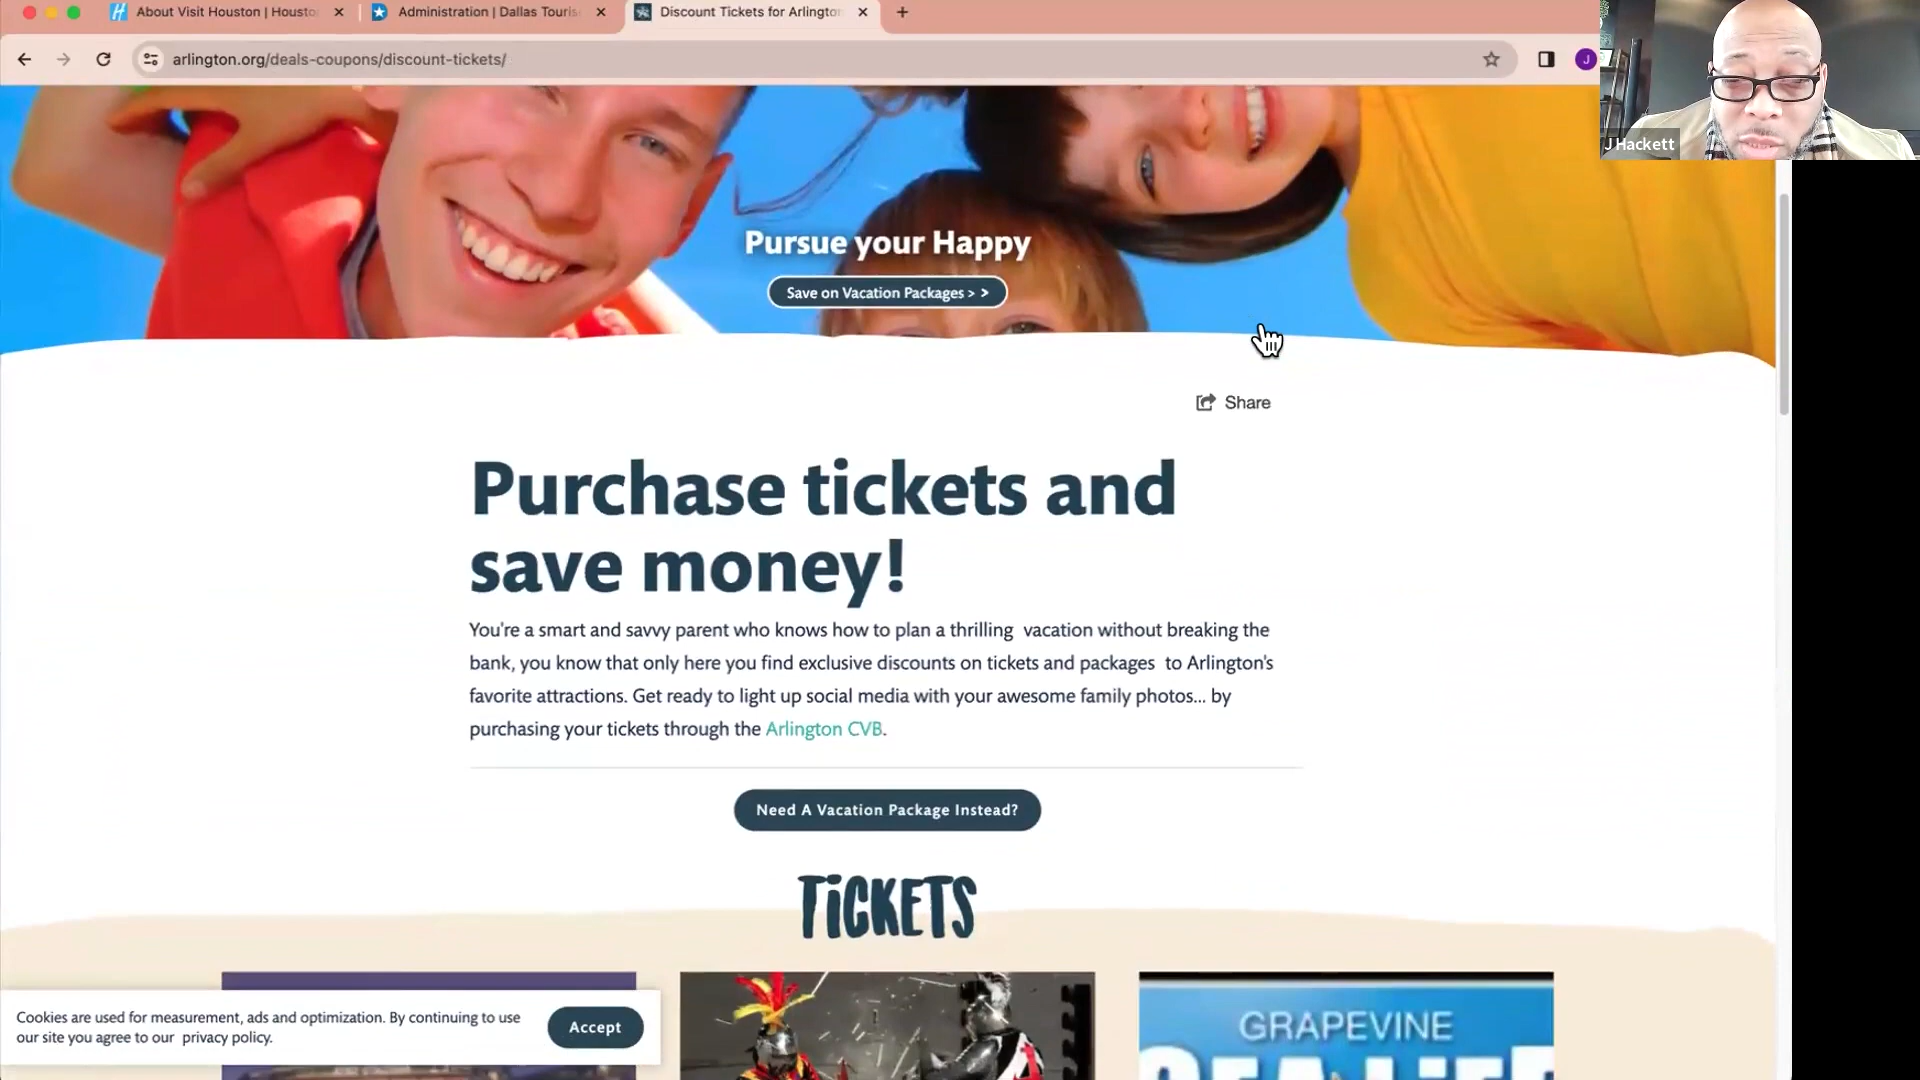 About Visit Houston | Housto
Administration | Dallas Touris
Discount Tickets for Arlington
arlington.org/deals-coupons/discount-tickets/
J
J Hackett
Pursue your Happy
Save on Vacation Packages > >
Share
Purchase tickets and
save money!
You're a smart and savvy parent who knows how to plan a thrilling vacation without breaking the
bank, you know that only here you find exclusive discounts on tickets and packages to Arlington's
favorite attractions. Get ready to light up social media with your awesome family photos... by
purchasing your tickets through the Arlington CVB.
Need A Vacation Package Instead?
TiCKETS
Cookies are used for measurement, ads and optimization. By continuing to use
our site you agree to our privacy policy.
Accept
GRAPEVINE
SEA LIFE